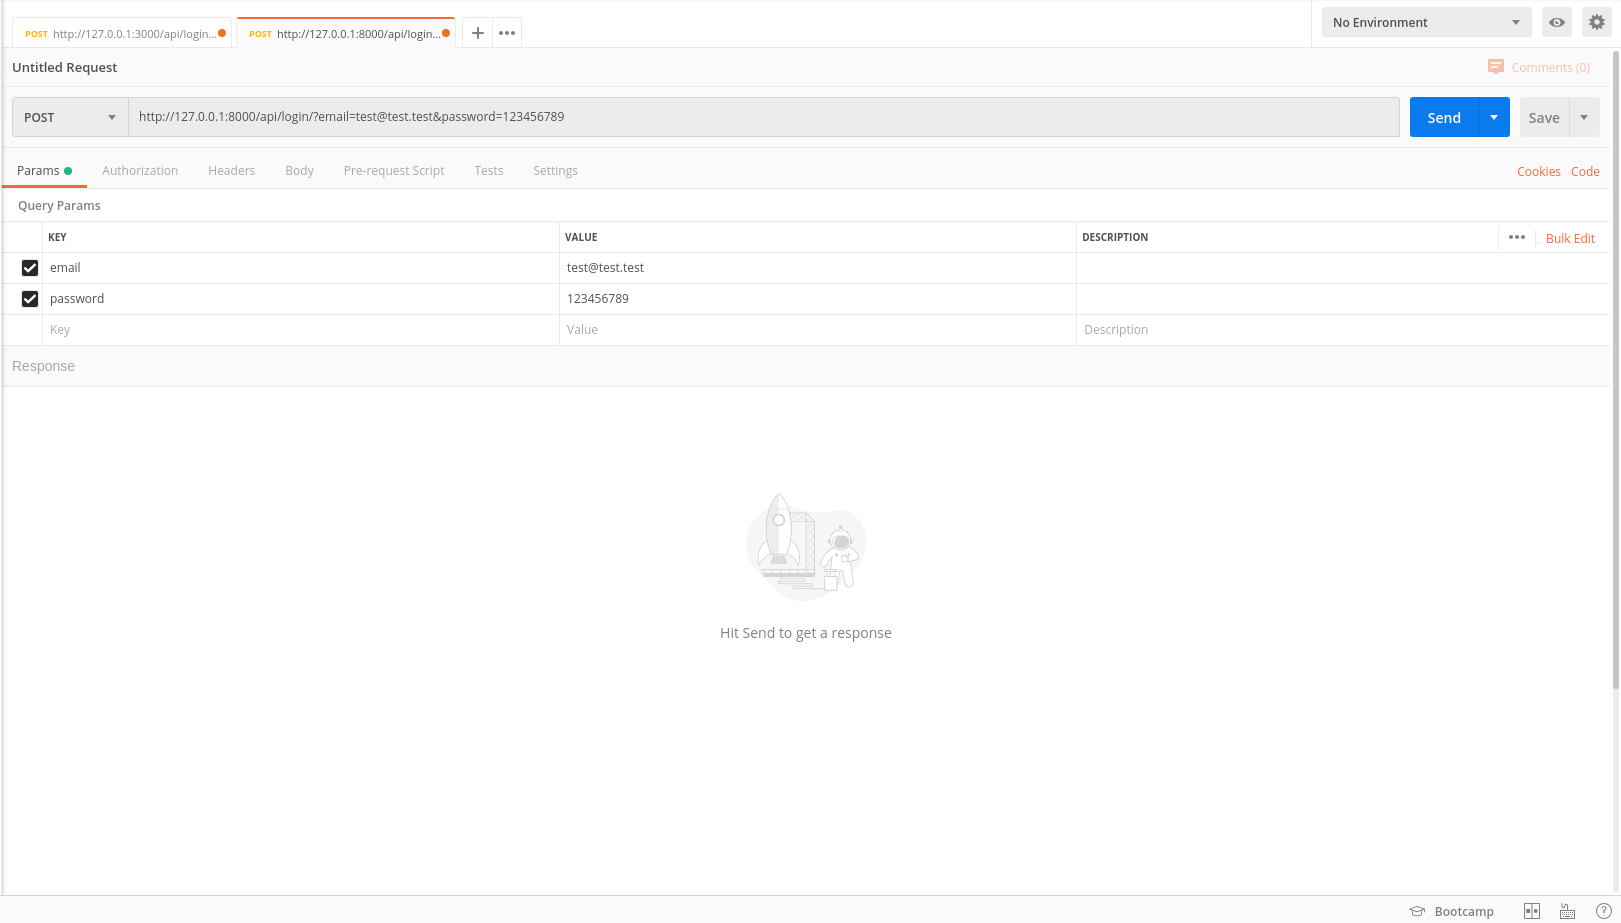 POST http://127.0.0.1:3000/api/login... POST http://127.0.0.1:8000/api/login... No Environment
Untitled Request Comments (0)
POST http://127.0.0.1:8000/api/login/?email=test@test.test&password=123456789 Send Save
Params Authorization Headers Body Pre-request Script Tests Settings Cookies Code
Query Params
KEY VALUE DESCRIPTION Bulk Edit
email test@test.test
password 123456789
Key Value Description
Response
Hit Send to get a response
Bootcamp